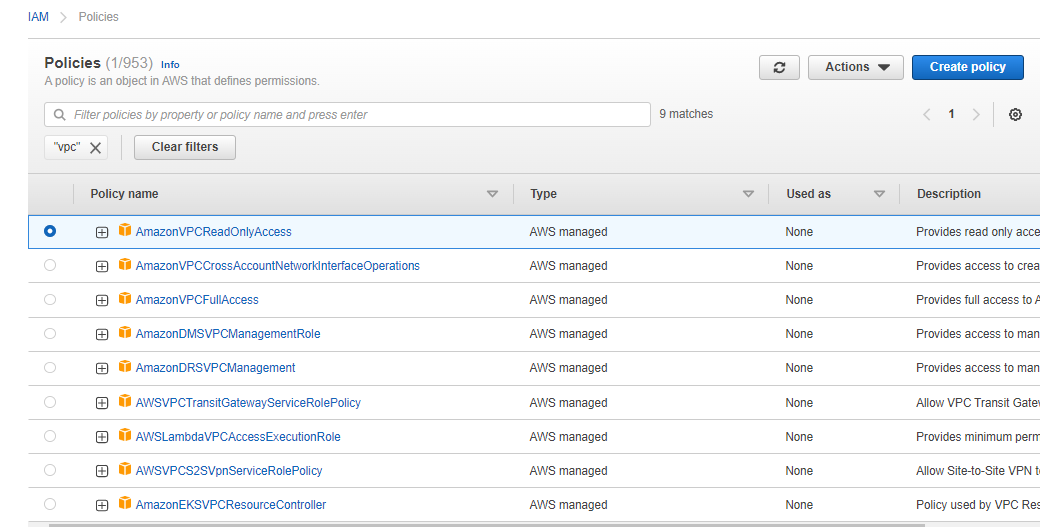 IAM > Policies
Policies (1/953) Info
A policy is an object in AWS that defines permissions.
Actions
Create policy
Filter policies by property or policy name and press enter
9 matches
1
"vpc"
Clear filters
Policy name Type Used as Description
AmazonVPCReadOnlyAccess AWS managed None Provides read only acce
AmazonVPCCrossAccountNetworkInterfaceOperations AWS managed None Provides access to crea
AmazonVPCFullAccess AWS managed None Provides full access to A
AmazonDMSVPCManagementRole AWS managed None Provides access to man
AmazonDRSVPCManagement AWS managed None Provides access to man
AWSVPCTransitGatewayServiceRolePolicy AWS managed None Allow VPC Transit Gatew
AWSLambdaVPCAccessExecutionRole AWS managed None Provides minimum perm
AWSVPCS2SVpnServiceRolePolicy AWS managed None Allow Site-to-Site VPN t
AmazonEKSVPCResourceController AWS managed None Policy used by VPC Res